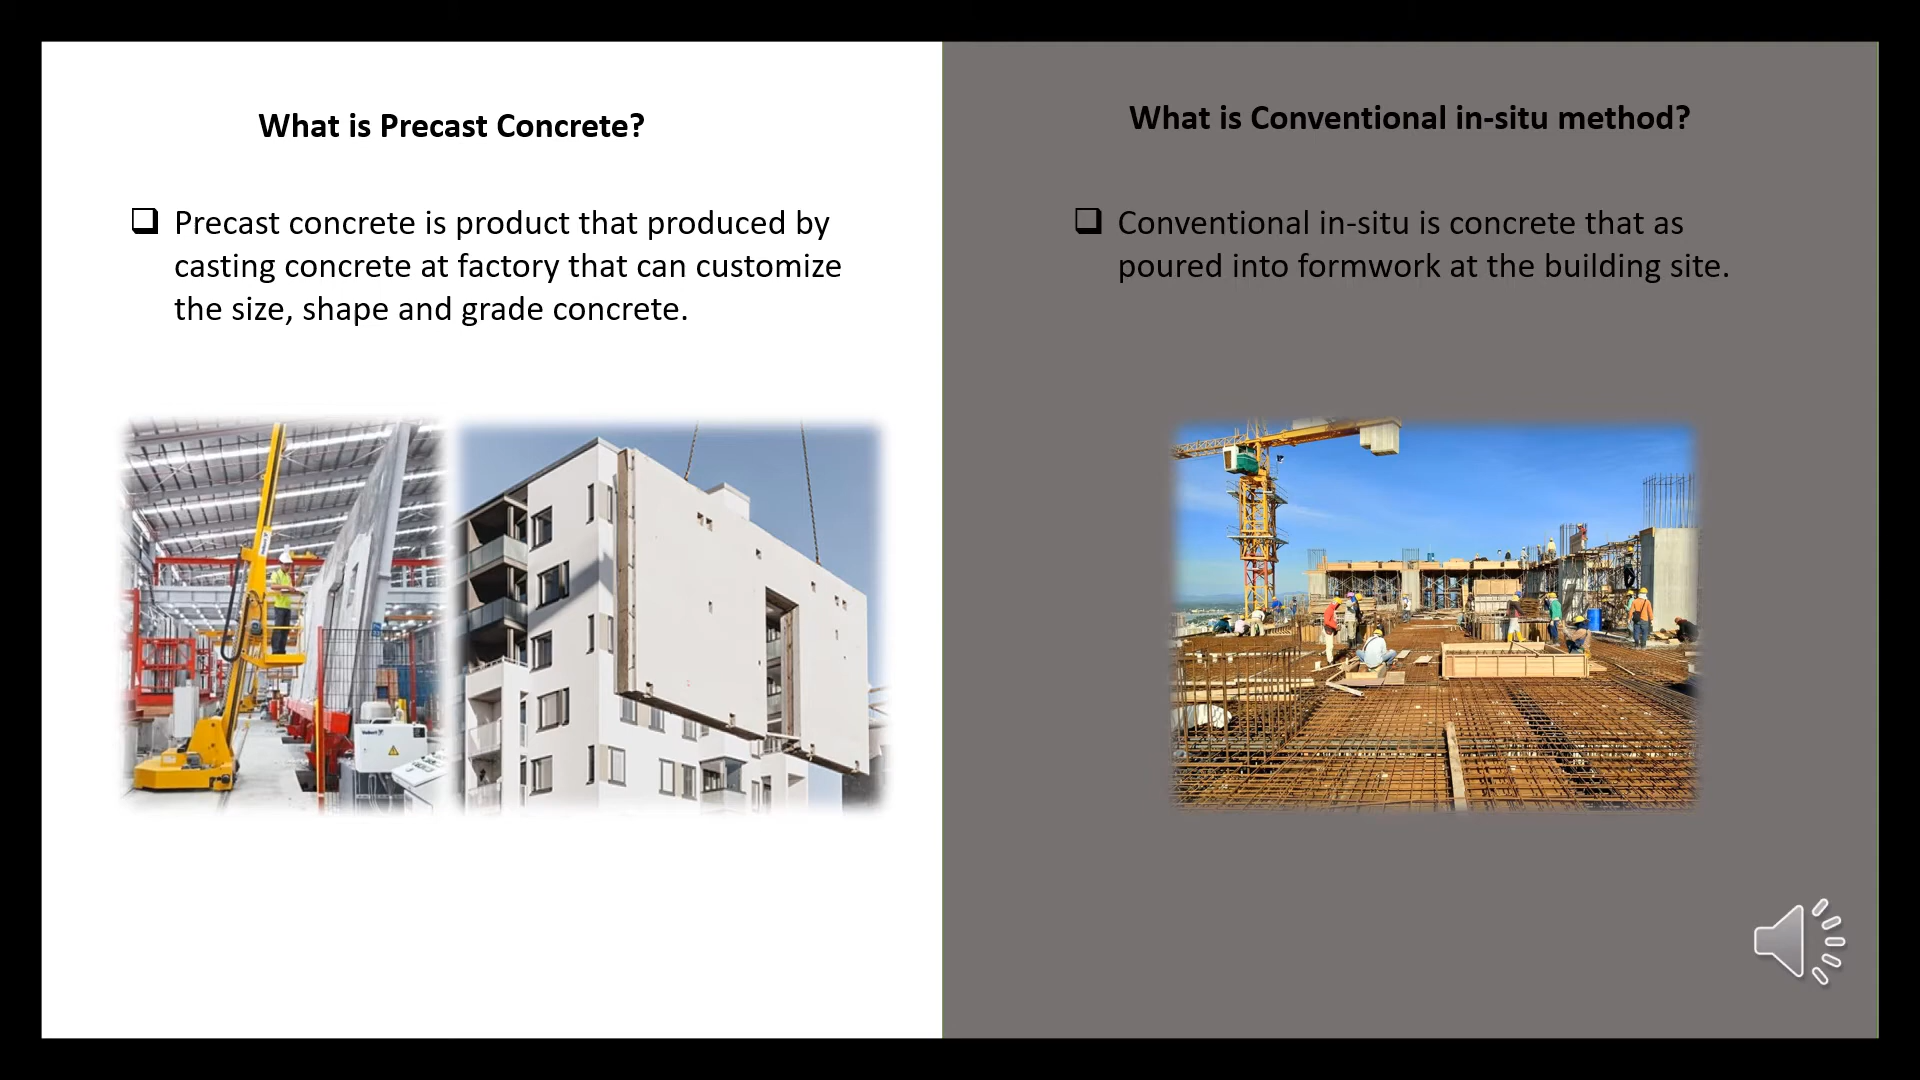 What is Precast Concrete?
❑ Precast concrete is product that produced by
casting concrete at factory that can customize
the size, shape and grade concrete.
What is Conventional in-situ method?
❑ Conventional in-situ is concrete that as
poured into formwork at the building site.